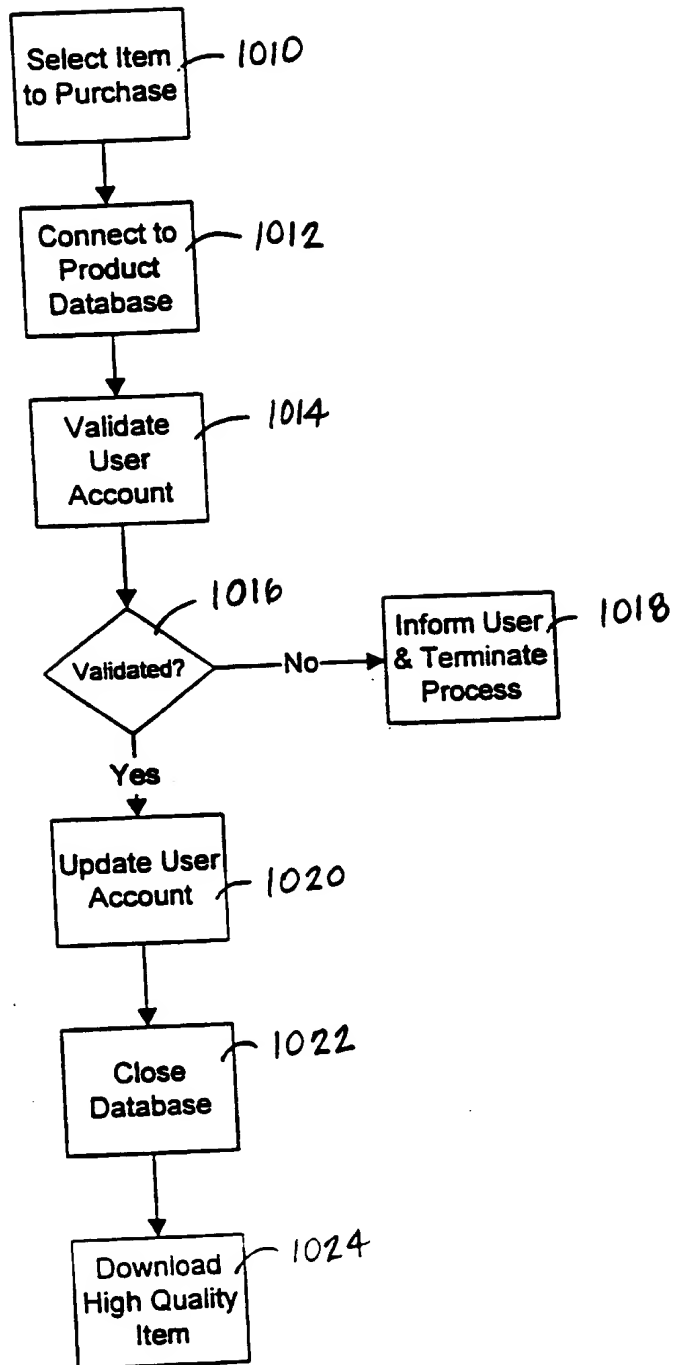 Select Item
to Purchase
1010
Connect to
Product
Database
1012
Validate
User
Account
1014
Validated?
1016
No
Inform User
& Terminate
Process
1018
Yes
Update User
Account
1020
Close
Database
1022
Download
High Quality
Item
1024